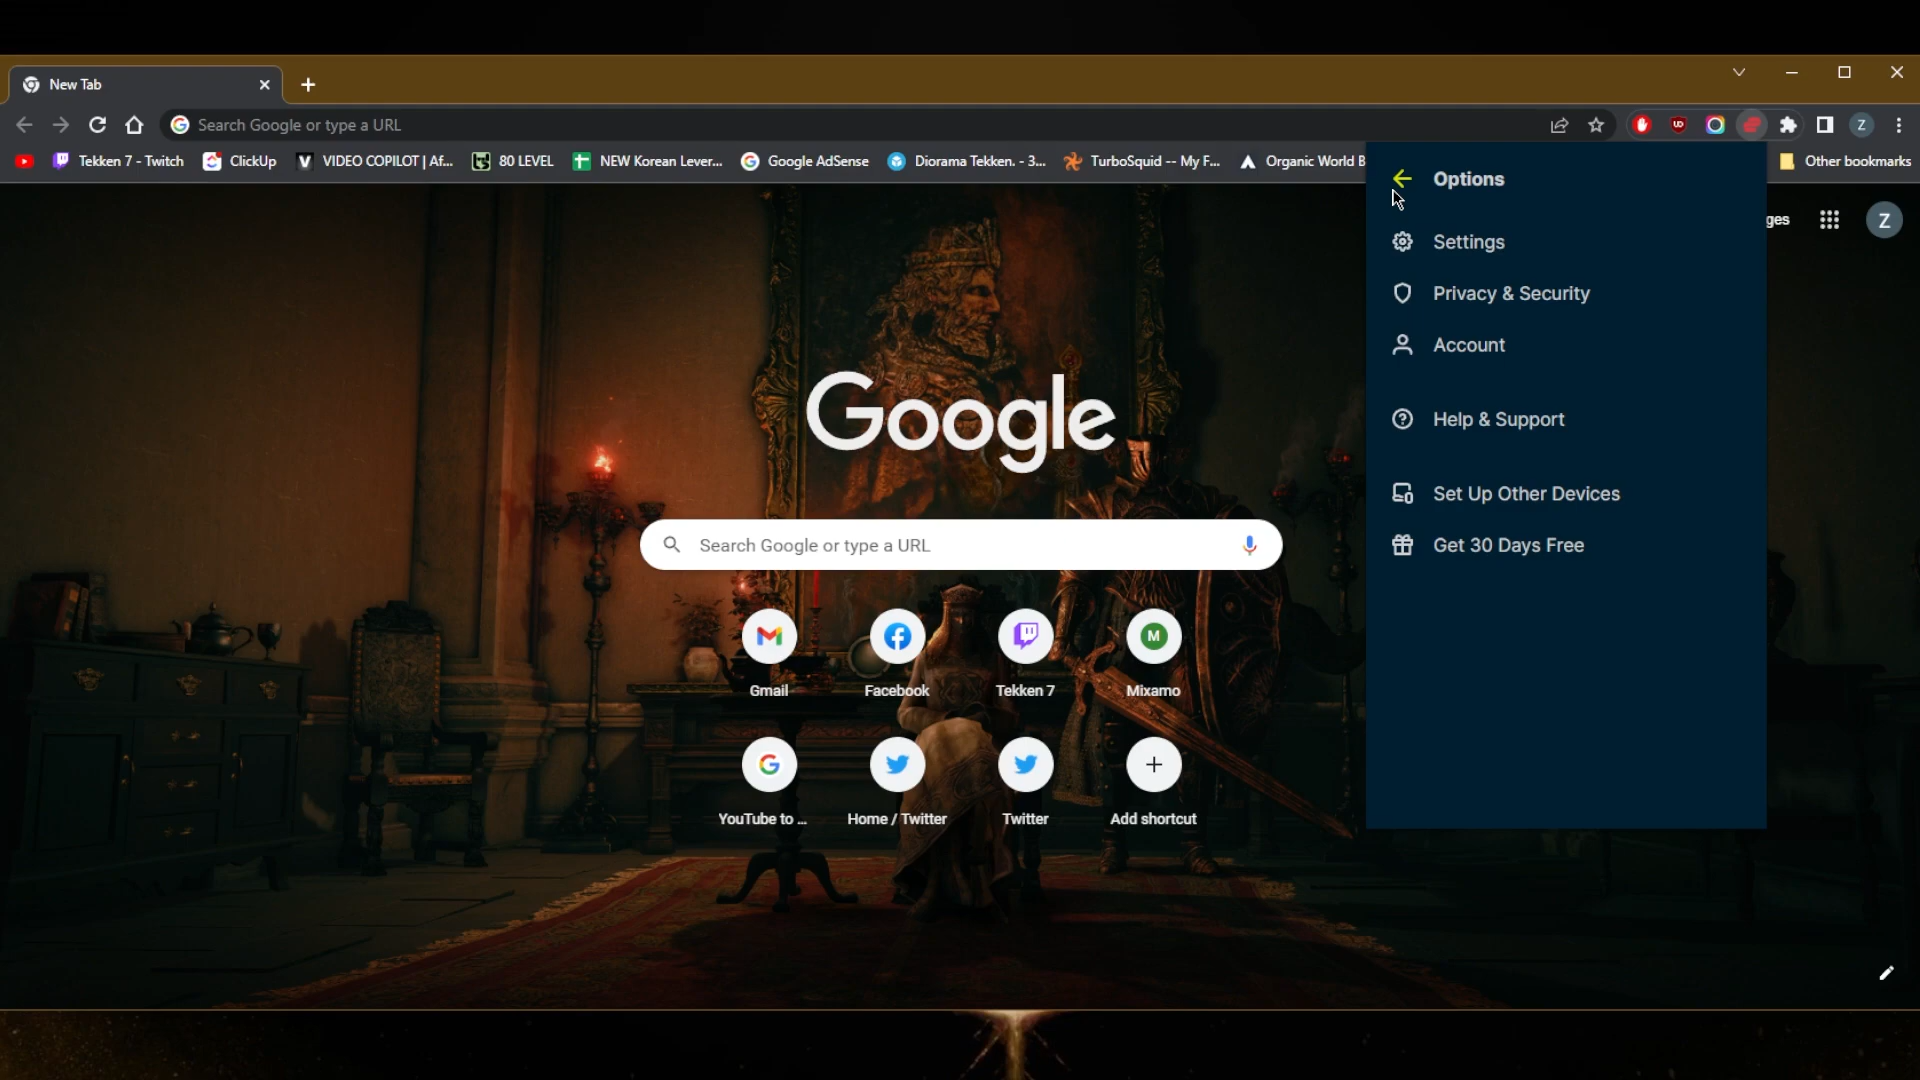 New Tab
Search Google or type a URL
Tekken 7 - Twitch ClickUp VIDEO COPILOT | Af... 80 LEVEL NEW Korean Lever... Google AdSense Diorama Tekken. - 3... TurboSquid -- My F... Organic World B Other bookmarks
Options
ges
Z
Settings
Privacy & Security
Account
Google
Help & Support
Set Up Other Devices
Get 30 Days Free
Search Google or type a URL
M
Gmail Facebook Tekken 7 Mixamo
YouTube to ... Home / Twitter Twitter Add shortcut